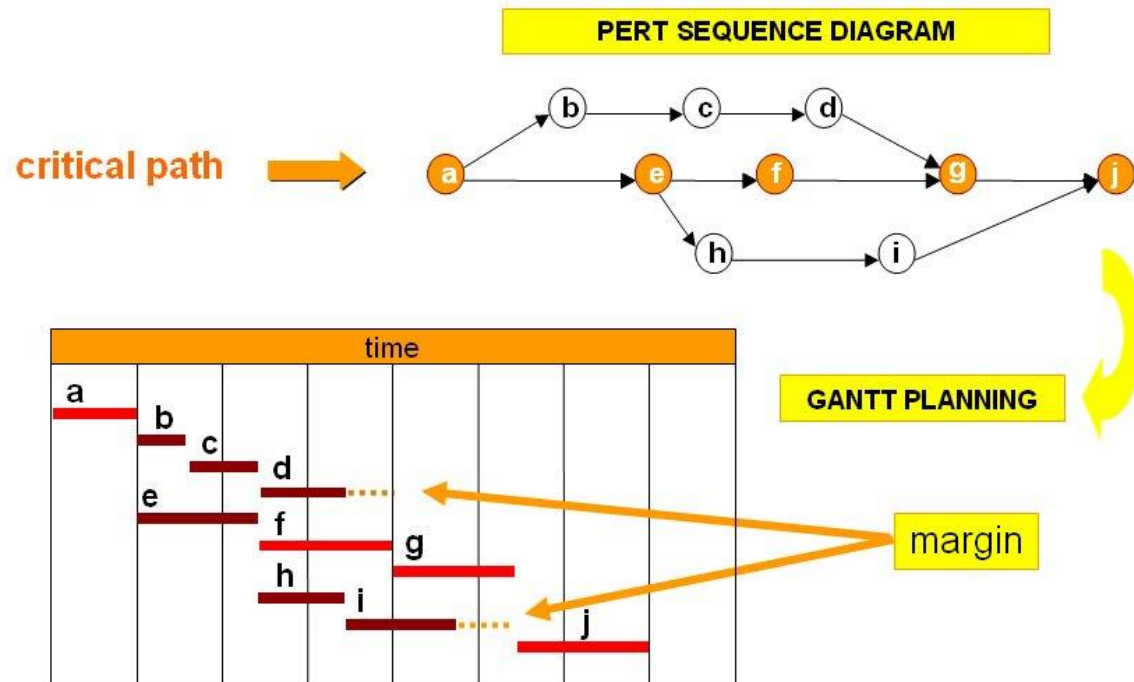 PERT SEQUENCE DIAGRAM
b c d
critical path
a e f g j
h i
time
GANTT PLANNING
a
b
c
d
e
f
g
margin
h
i
j